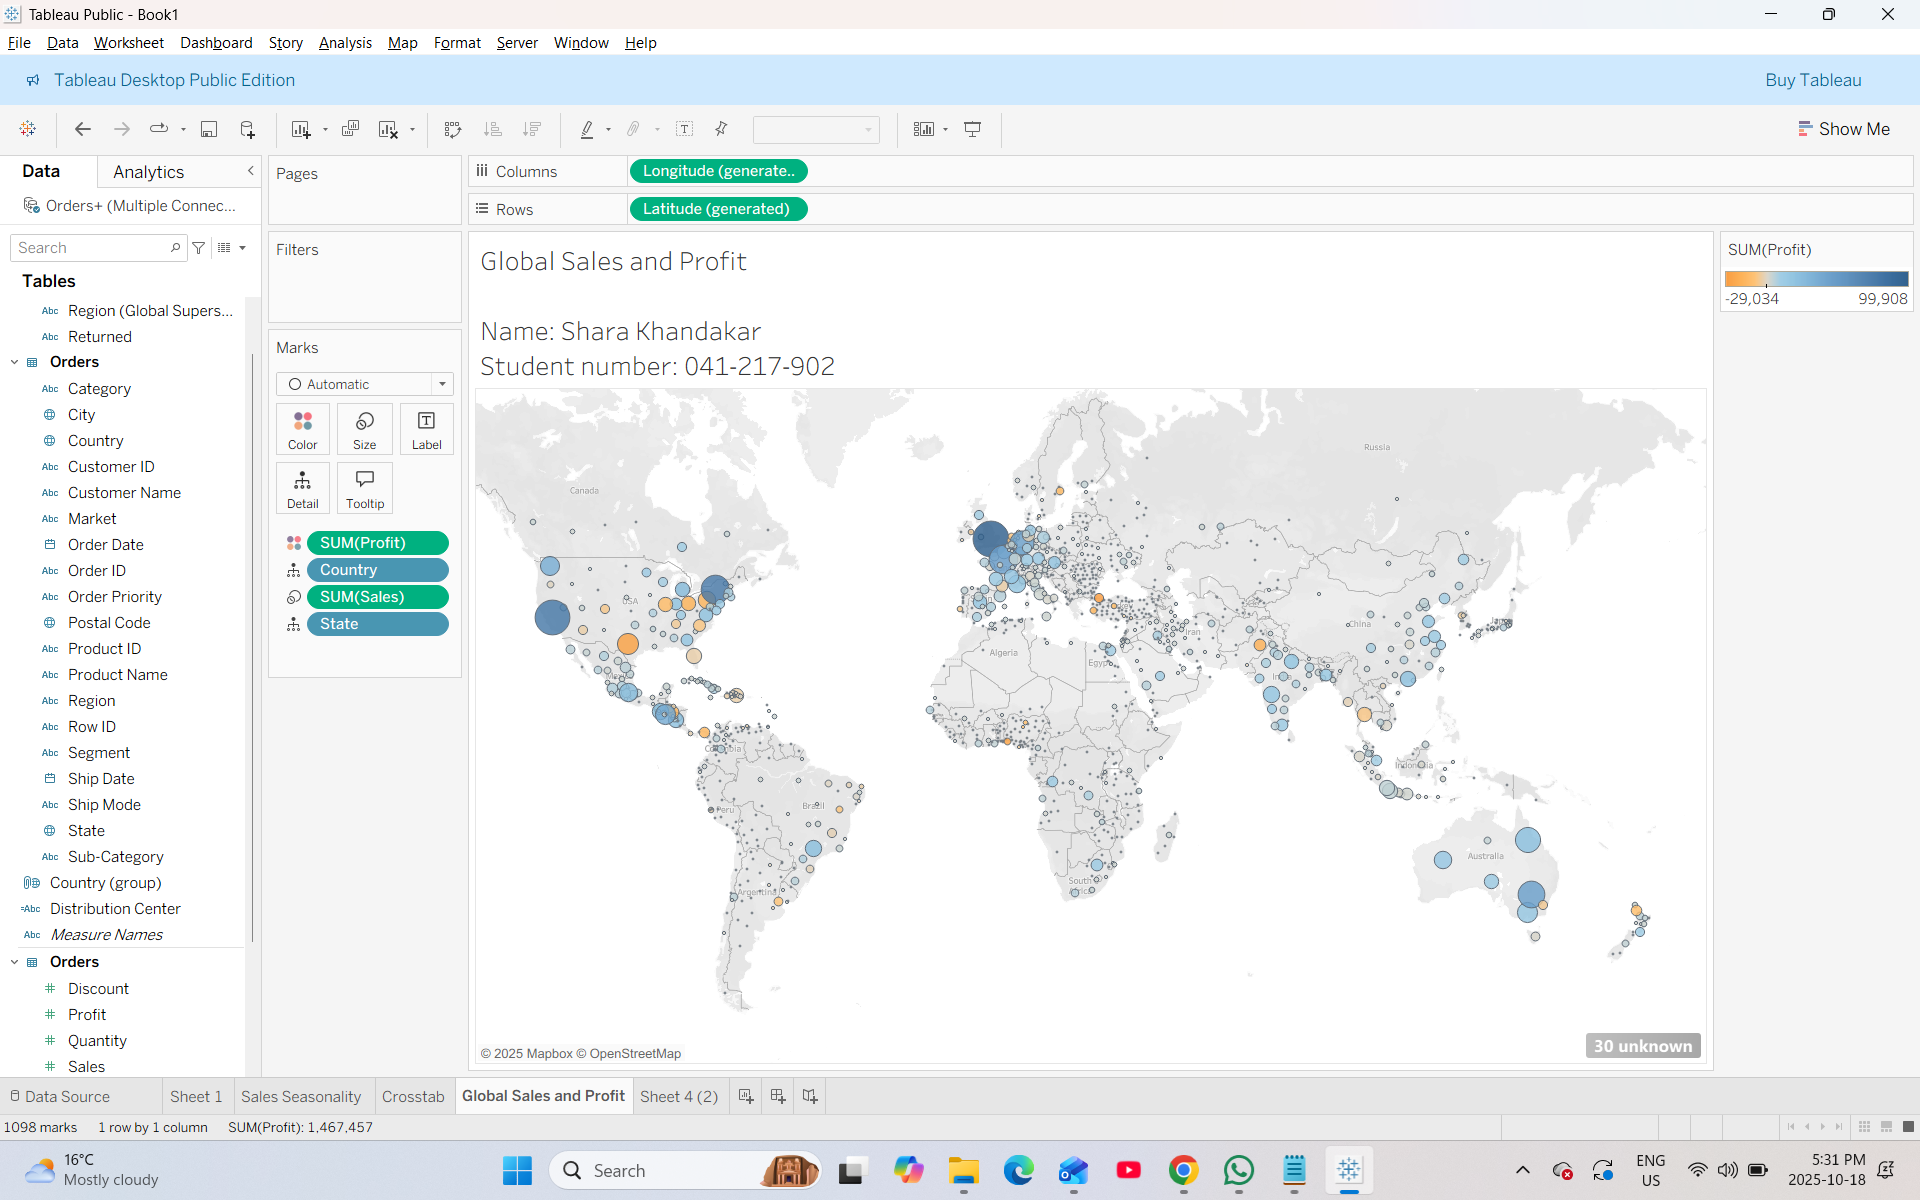 Tableau Public - Book1
File Data Worksheet Dashboard Story Analysis Map Format Server Window Help
Tableau Desktop Public Edition
Buy Tableau
Show Me
Data
Analytics
Orders+ (Multiple Connec...
Search
Tables
Region (Global Supers...
Returned
Orders
Category
City
Country
Customer ID
Customer Name
Market
Order Date
Order ID
Order Priority
Postal Code
Product ID
Product Name
Region
Row ID
Segment
Ship Date
Ship Mode
State
Sub-Category
Country (group)
Distribution Center
Measure Names
Orders
Discount
Profit
Quantity
Sales
Pages
Filters
Marks
Automatic
Color
Size
Label
Detail
Tooltip
SUM(Profit)
Country
SUM(Sales)
State
Columns
Longitude (generate..
Rows
Latitude (generated)
Global Sales and Profit
Name: Shara Khandakar
Student number: 041-217-902
Canada
Russia
USA
China
Iran
Algeria
Egypt
Colombia
Peru
Brazil
Argentina
South Africa
Indonesia
Australia
© 2025 Mapbox © OpenStreetMap
30 unknown
SUM(Profit)
-29,034
99,908
Data Source
Sheet 1
Sales Seasonality
Crosstab
Global Sales and Profit
Sheet 4 (2)
1098 marks
1 row by 1 column
SUM(Profit): 1,467,457
16°C
Mostly cloudy
Search
ENG
US
5:31 PM
2025-10-18